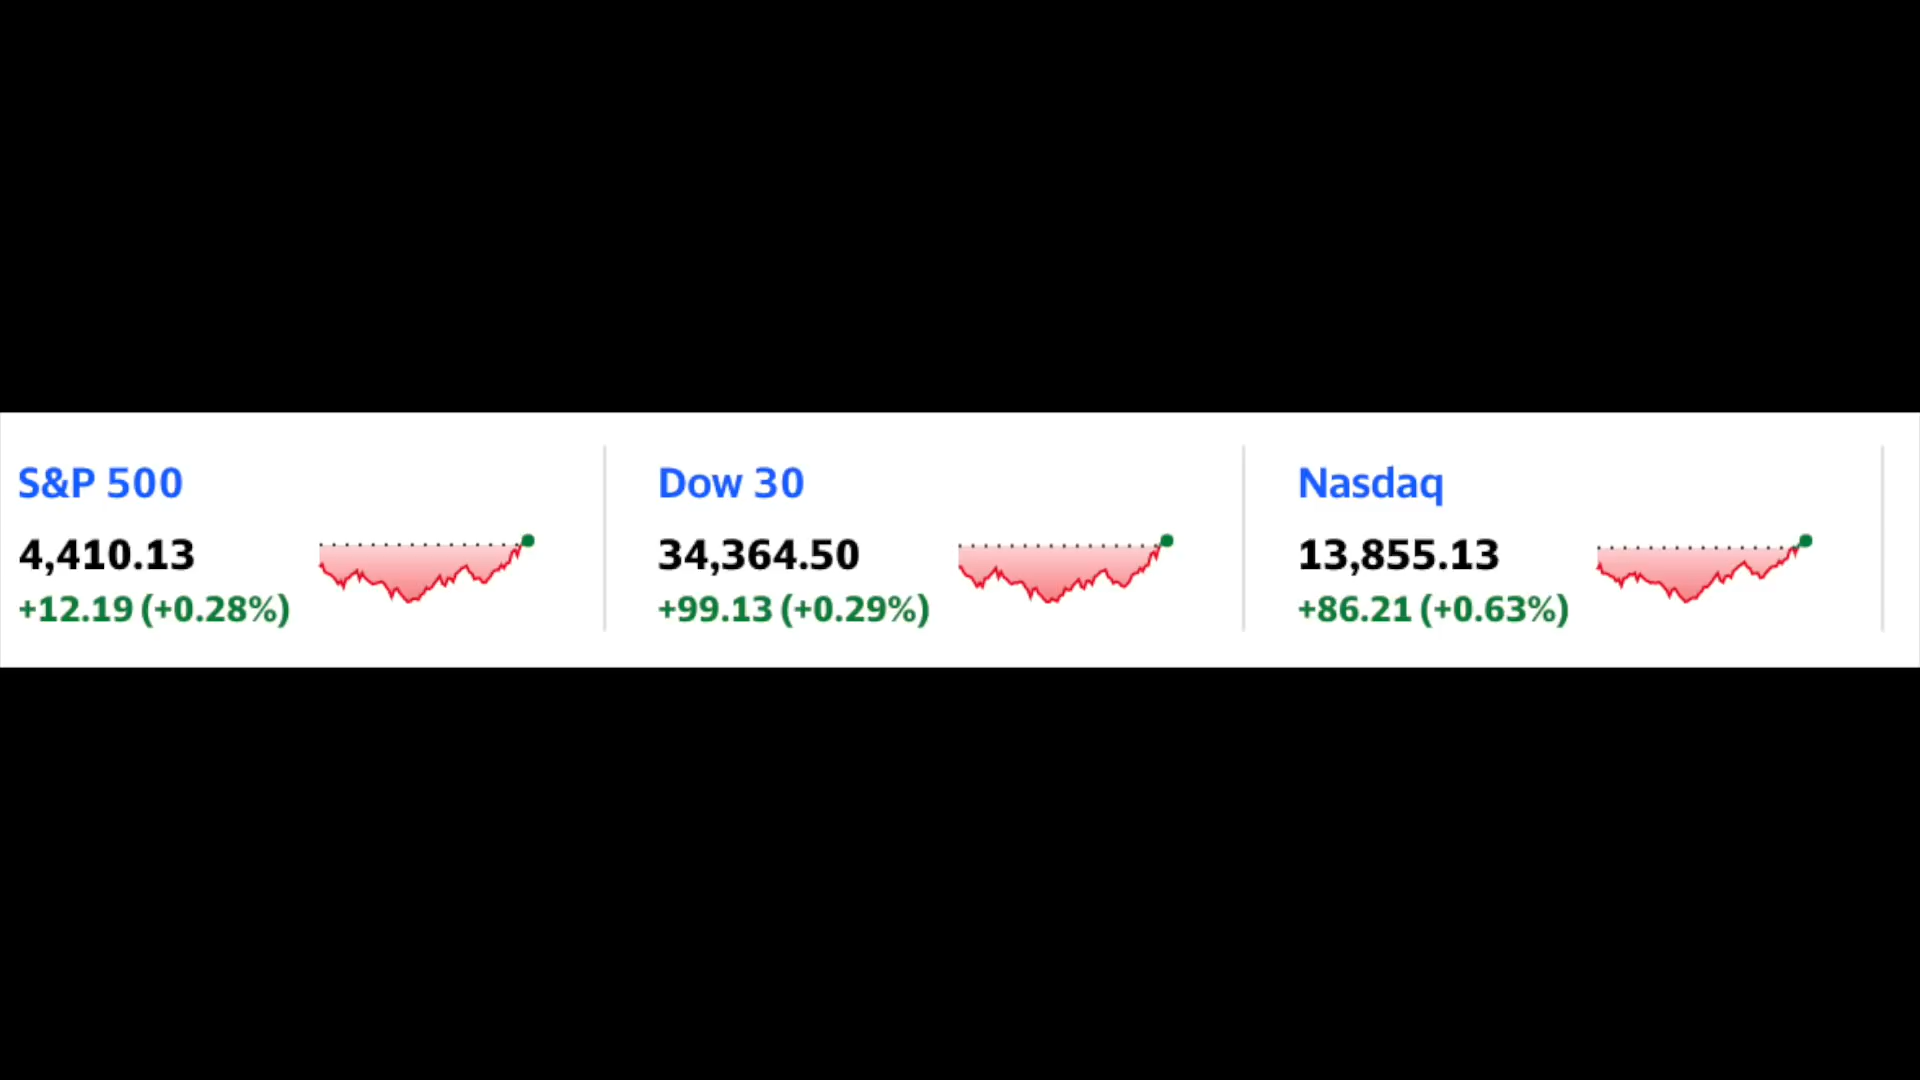 S&P 500
4,410.13
+12.19 (+0.28%)
Dow 30
34,364.50
+99.13 (+0.29%)
Nasdaq
13,855.13
+86.21 (+0.63%)